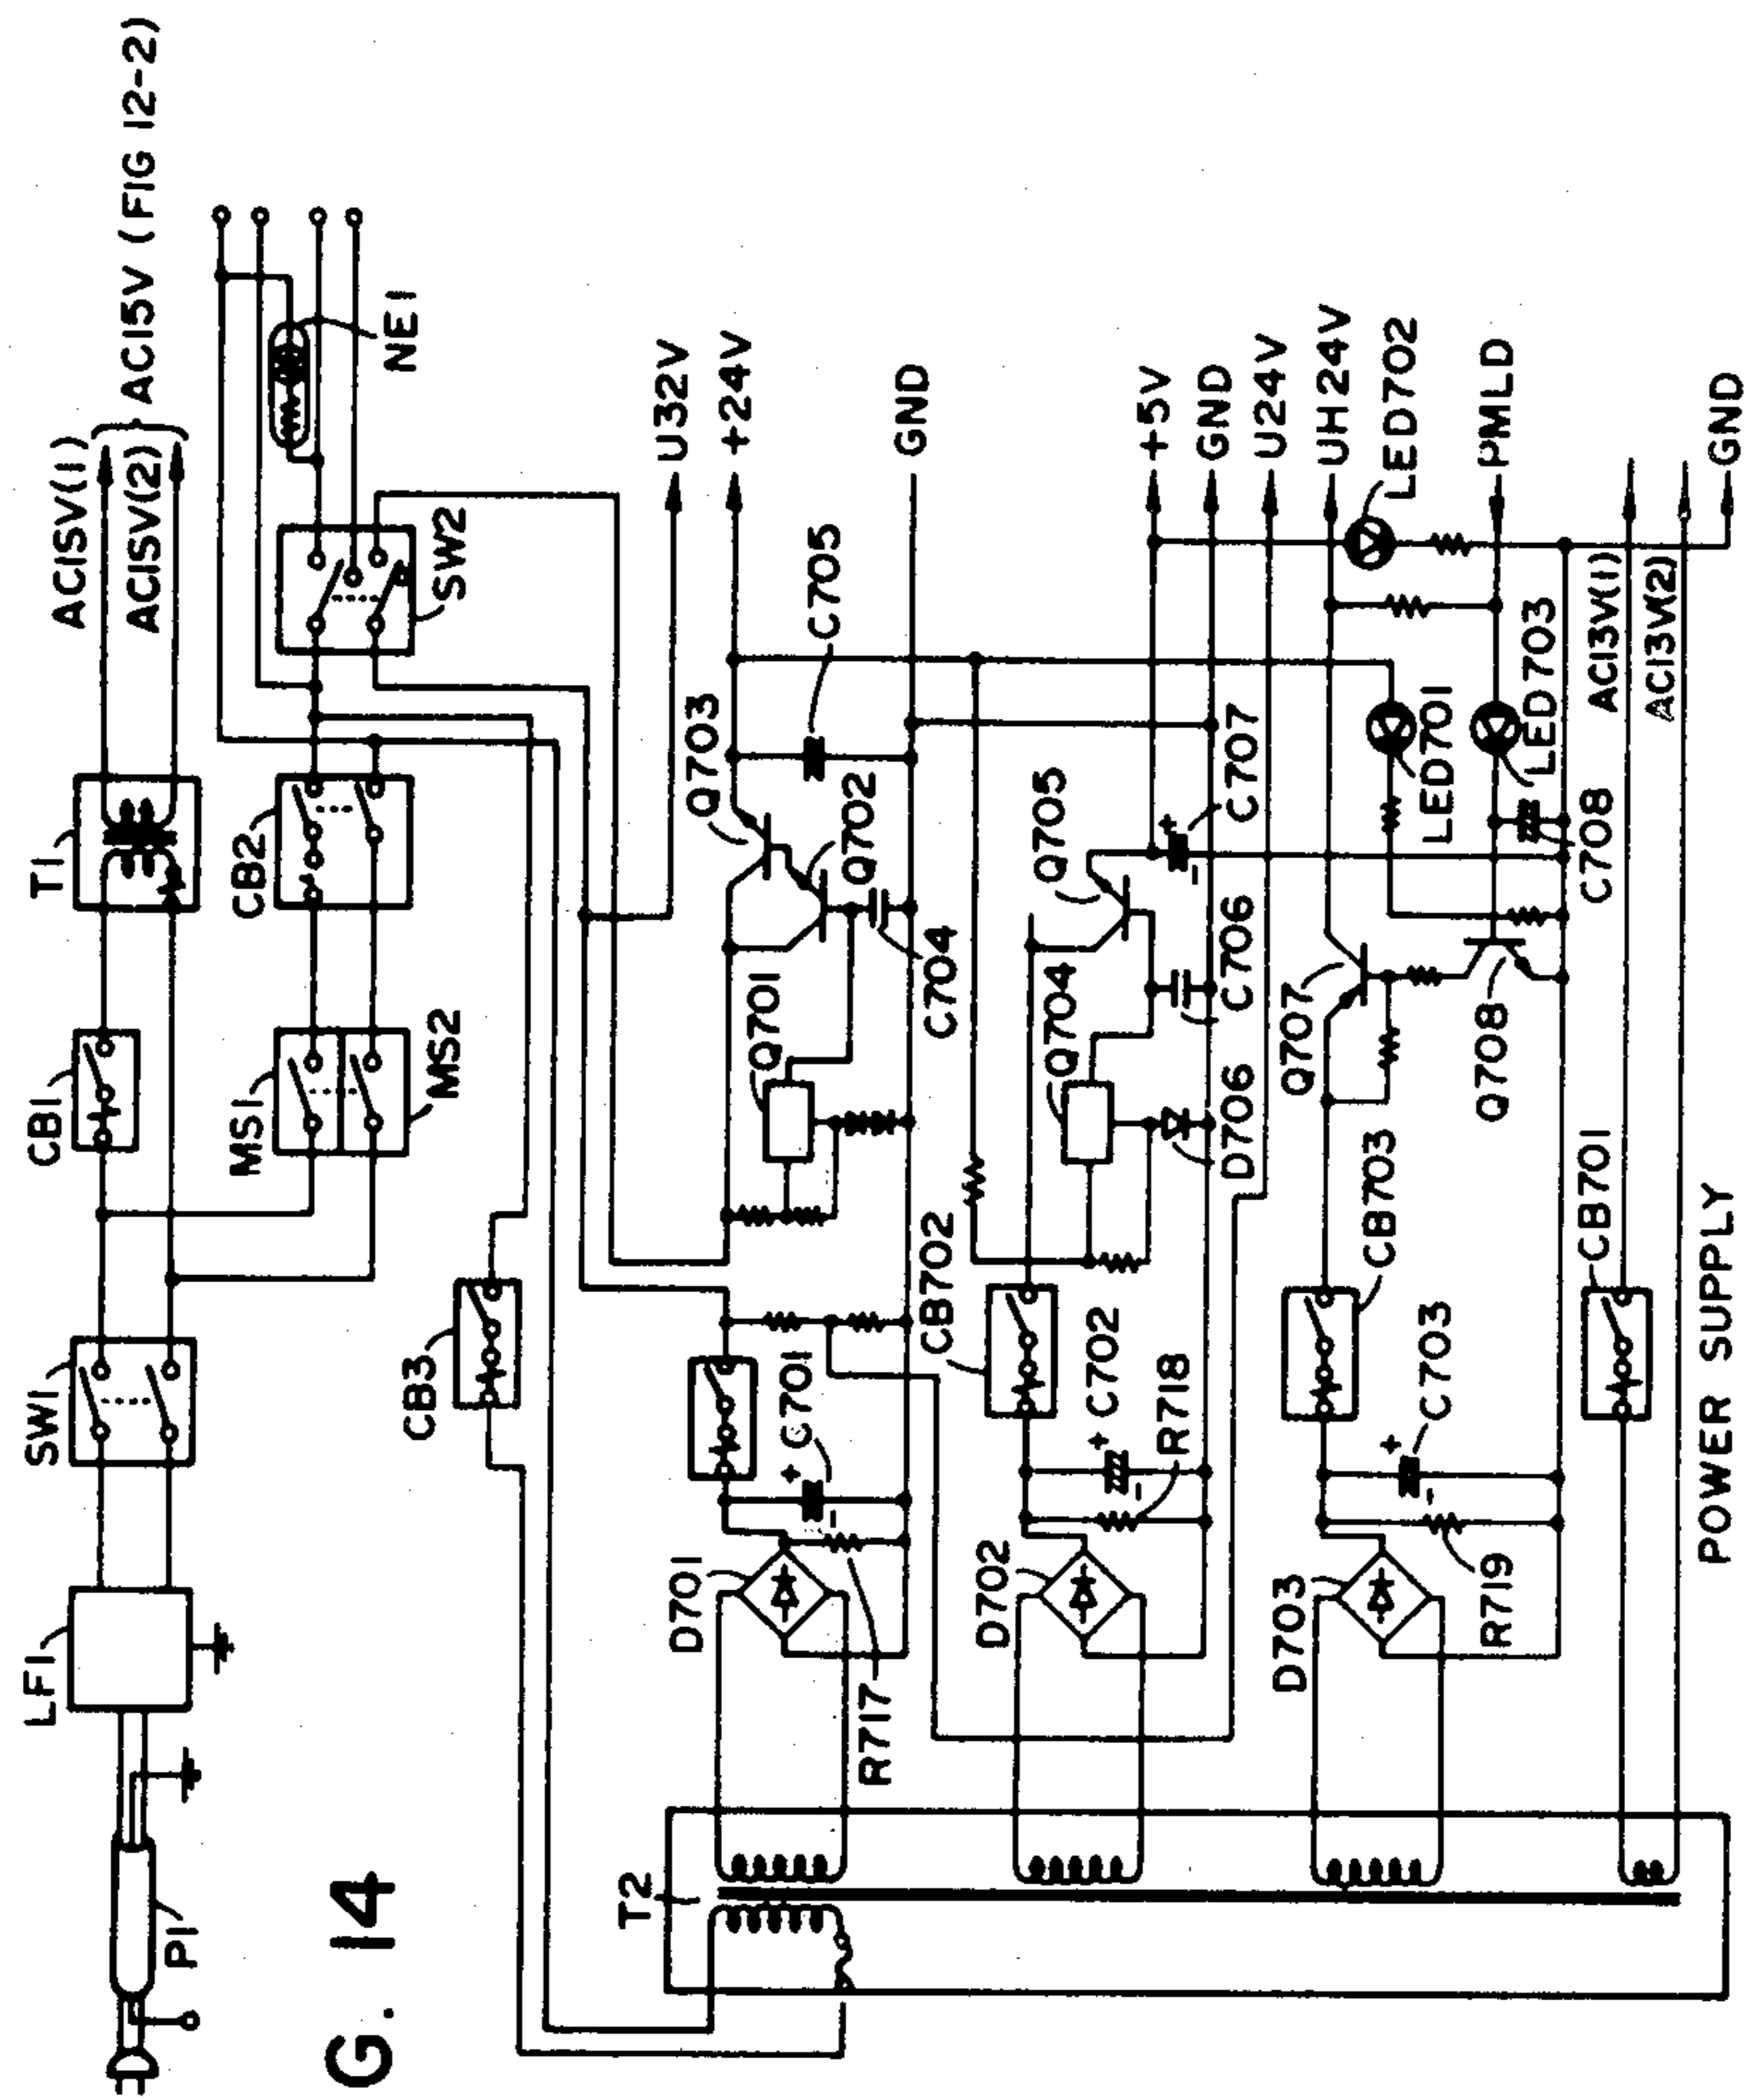 G. 14
P1
LF1
SW1
CB1
T1
AC15V(1)
AC15V(2)
AC15V (FIG 12-2)
MS1
MS2
CB2
NE1
SW2
CB3
U32V
+24V
C705
Q703
Q702
C704
Q701
GND
D701
C701
R717
T2
CB702
+5V
GND
U24V
Q705
C707
Q704
C706
D706
D702
C702
R718
UH24V
LED702
PMLD
LED701
LED703
C708
Q707
Q708
CB703
D703
C703
R719
AC13V(1)
AC13V(2)
GND
CB701
+
-
+
-
+
-
+
-
POWER SUPPLY